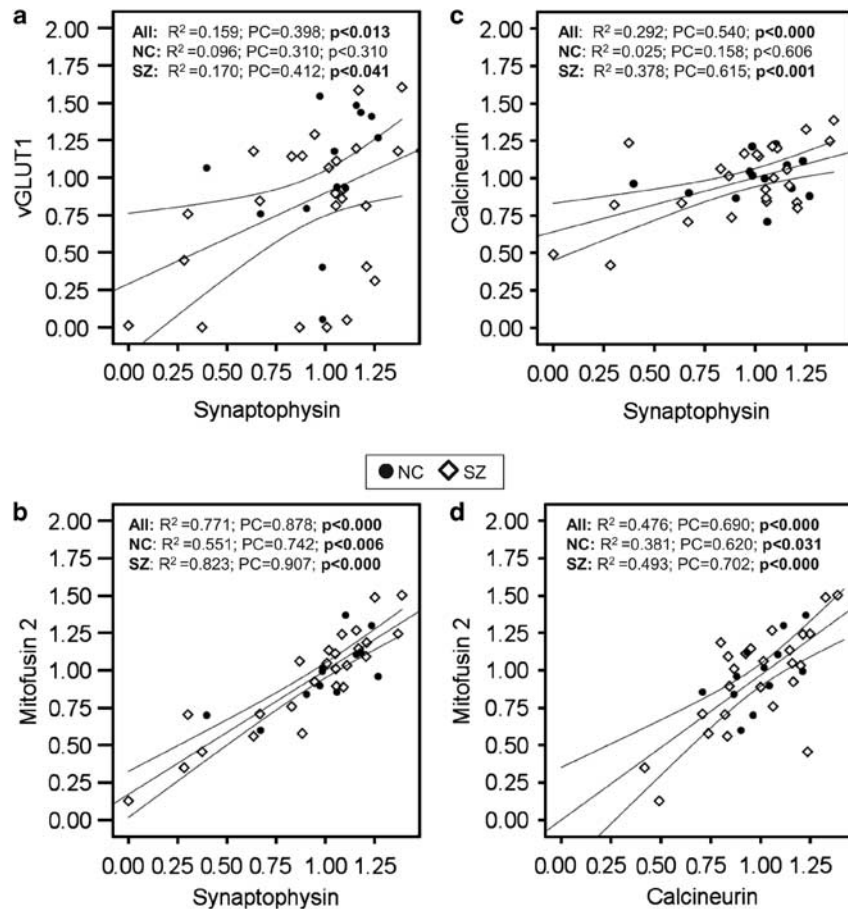 a
All: R² =0.159; PC=0.398; p<0.013
NC: R² =0.096; PC=0.310; p<0.310
SZ: R² =0.170; PC=0.412; p<0.041
vGLUT1
2.00
1.75
1.50
1.25
1.00
0.75
0.50
0.25
0.00
0.00 0.25 0.50 0.75 1.00 1.25
Synaptophysin
c
All: R² =0.292; PC=0.540; p<0.000
NC: R² =0.025; PC=0.158; p<0.606
SZ: R² =0.378; PC=0.615; p<0.001
Calcineurin
2.00
1.75
1.50
1.25
1.00
0.75
0.50
0.25
0.00
0.00 0.25 0.50 0.75 1.00 1.25
Synaptophysin
NC SZ
b
All: R² =0.771; PC=0.878; p<0.000
NC: R² =0.551; PC=0.742; p<0.006
SZ: R² =0.823; PC=0.907; p<0.000
Mitofusin 2
2.00
1.75
1.50
1.25
1.00
0.75
0.50
0.25
0.00
0.00 0.25 0.50 0.75 1.00 1.25
Synaptophysin
d
All: R² =0.476; PC=0.690; p<0.000
NC: R² =0.381; PC=0.620; p<0.031
SZ: R² =0.493; PC=0.702; p<0.000
Mitofusin 2
2.00
1.75
1.50
1.25
1.00
0.75
0.50
0.25
0.00
0.00 0.25 0.50 0.75 1.00 1.25
Calcineurin